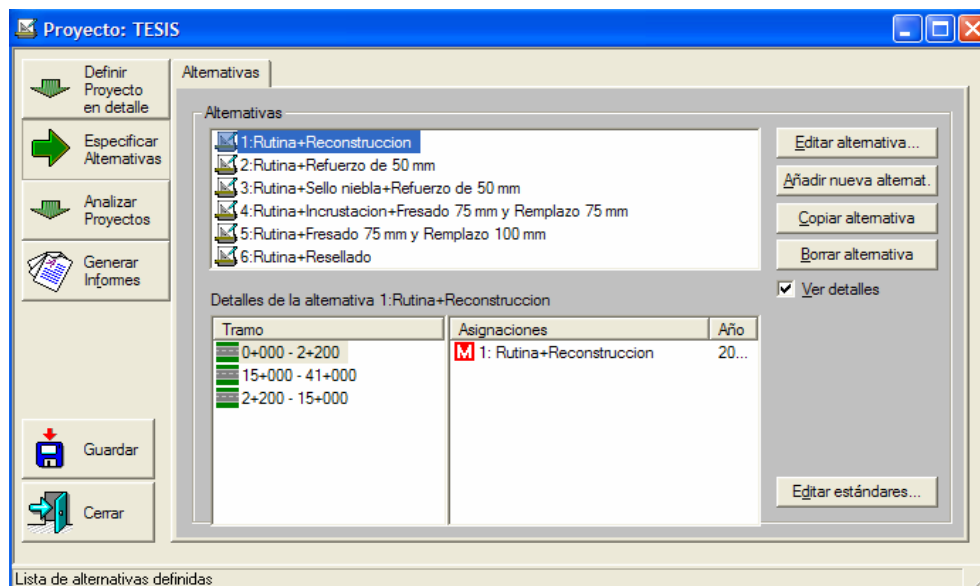 Proyecto: TESIS
Definir
Proyecto
en detalle
Especificar
Alternativas
Analizar
Proyectos
Generar
Informes
Guardar
Cerrar
Alternativas
Alternativas
1:Rutina+Reconstruccion
2:Rutina+Refuerzo de 50 mm
3:Rutina+Sello niebla+Refuerzo de 50 mm
4:Rutina+Incrustacion+Fresado 75 mm y Remplazo 75 mm
5:Rutina+Fresado 75 mm y Remplazo 100 mm
6:Rutina+Resellado
Editar alternativa...
Añadir nueva alternat.
Copiar alternativa
Borrar alternativa
Ver detalles
Detalles de la alternativa 1:Rutina+Reconstruccion
Tramo
0+000 - 2+200
15+000 - 41+000
2+200 - 15+000
Asignaciones Año
M 1: Rutina+Reconstruccion 20...
Editar estándares...
Lista de alternativas definidas